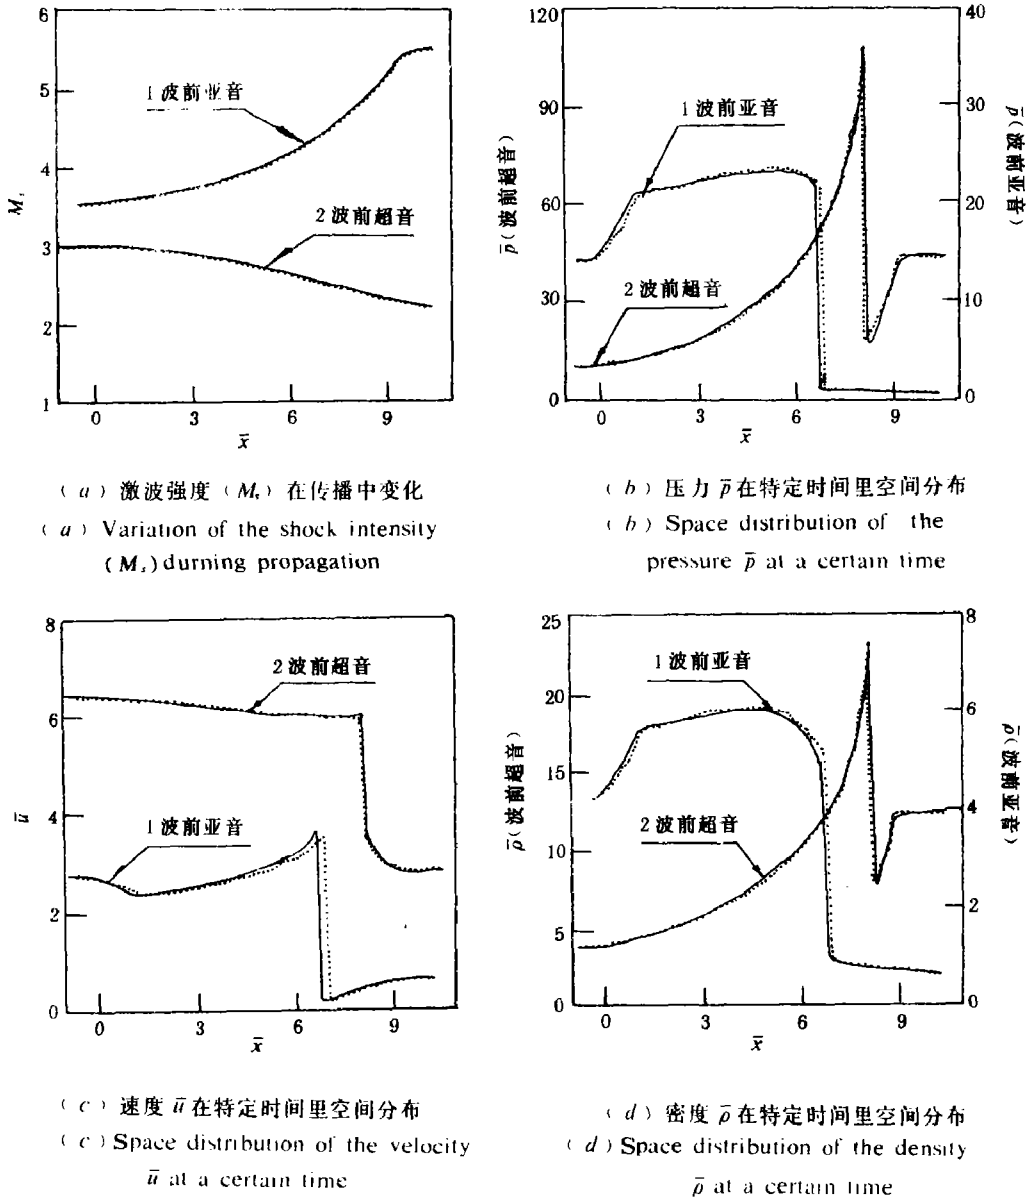 6
5
4
3
2
1
M_s
1 波前亚音
2 波前超音
0 3 6 9
x̄
(a) 激波强度 (M_s) 在传播中变化
(a) Variation of the shock intensity
(M_s) durning propagation
120
90
60
30
0
p̄ (波前超音)
1 波前亚音
2 波前超音
40
30
20
10
0
p̄ (波前亚音)
0 3 6 9
x̄
(b) 压力 p̄ 在特定时间里空间分布
(b) Space distribution of the
pressure p̄ at a certain time
8
6
4
2
0
ū
2 波前超音
1 波前亚音
0 3 6 9
x̄
(c) 速度 ū 在特定时间里空间分布
(c) Space distribution of the velocity
ū at a certain time
25
20
15
10
5
0
ρ̄ (波前超音)
1 波前亚音
2 波前超音
8
6
4
2
0
ρ̄ (波前亚音)
0 3 6 9
x̄
(d) 密度 ρ̄ 在特定时间里空间分布
(d) Space distribution of the density
ρ̄ at a certain time